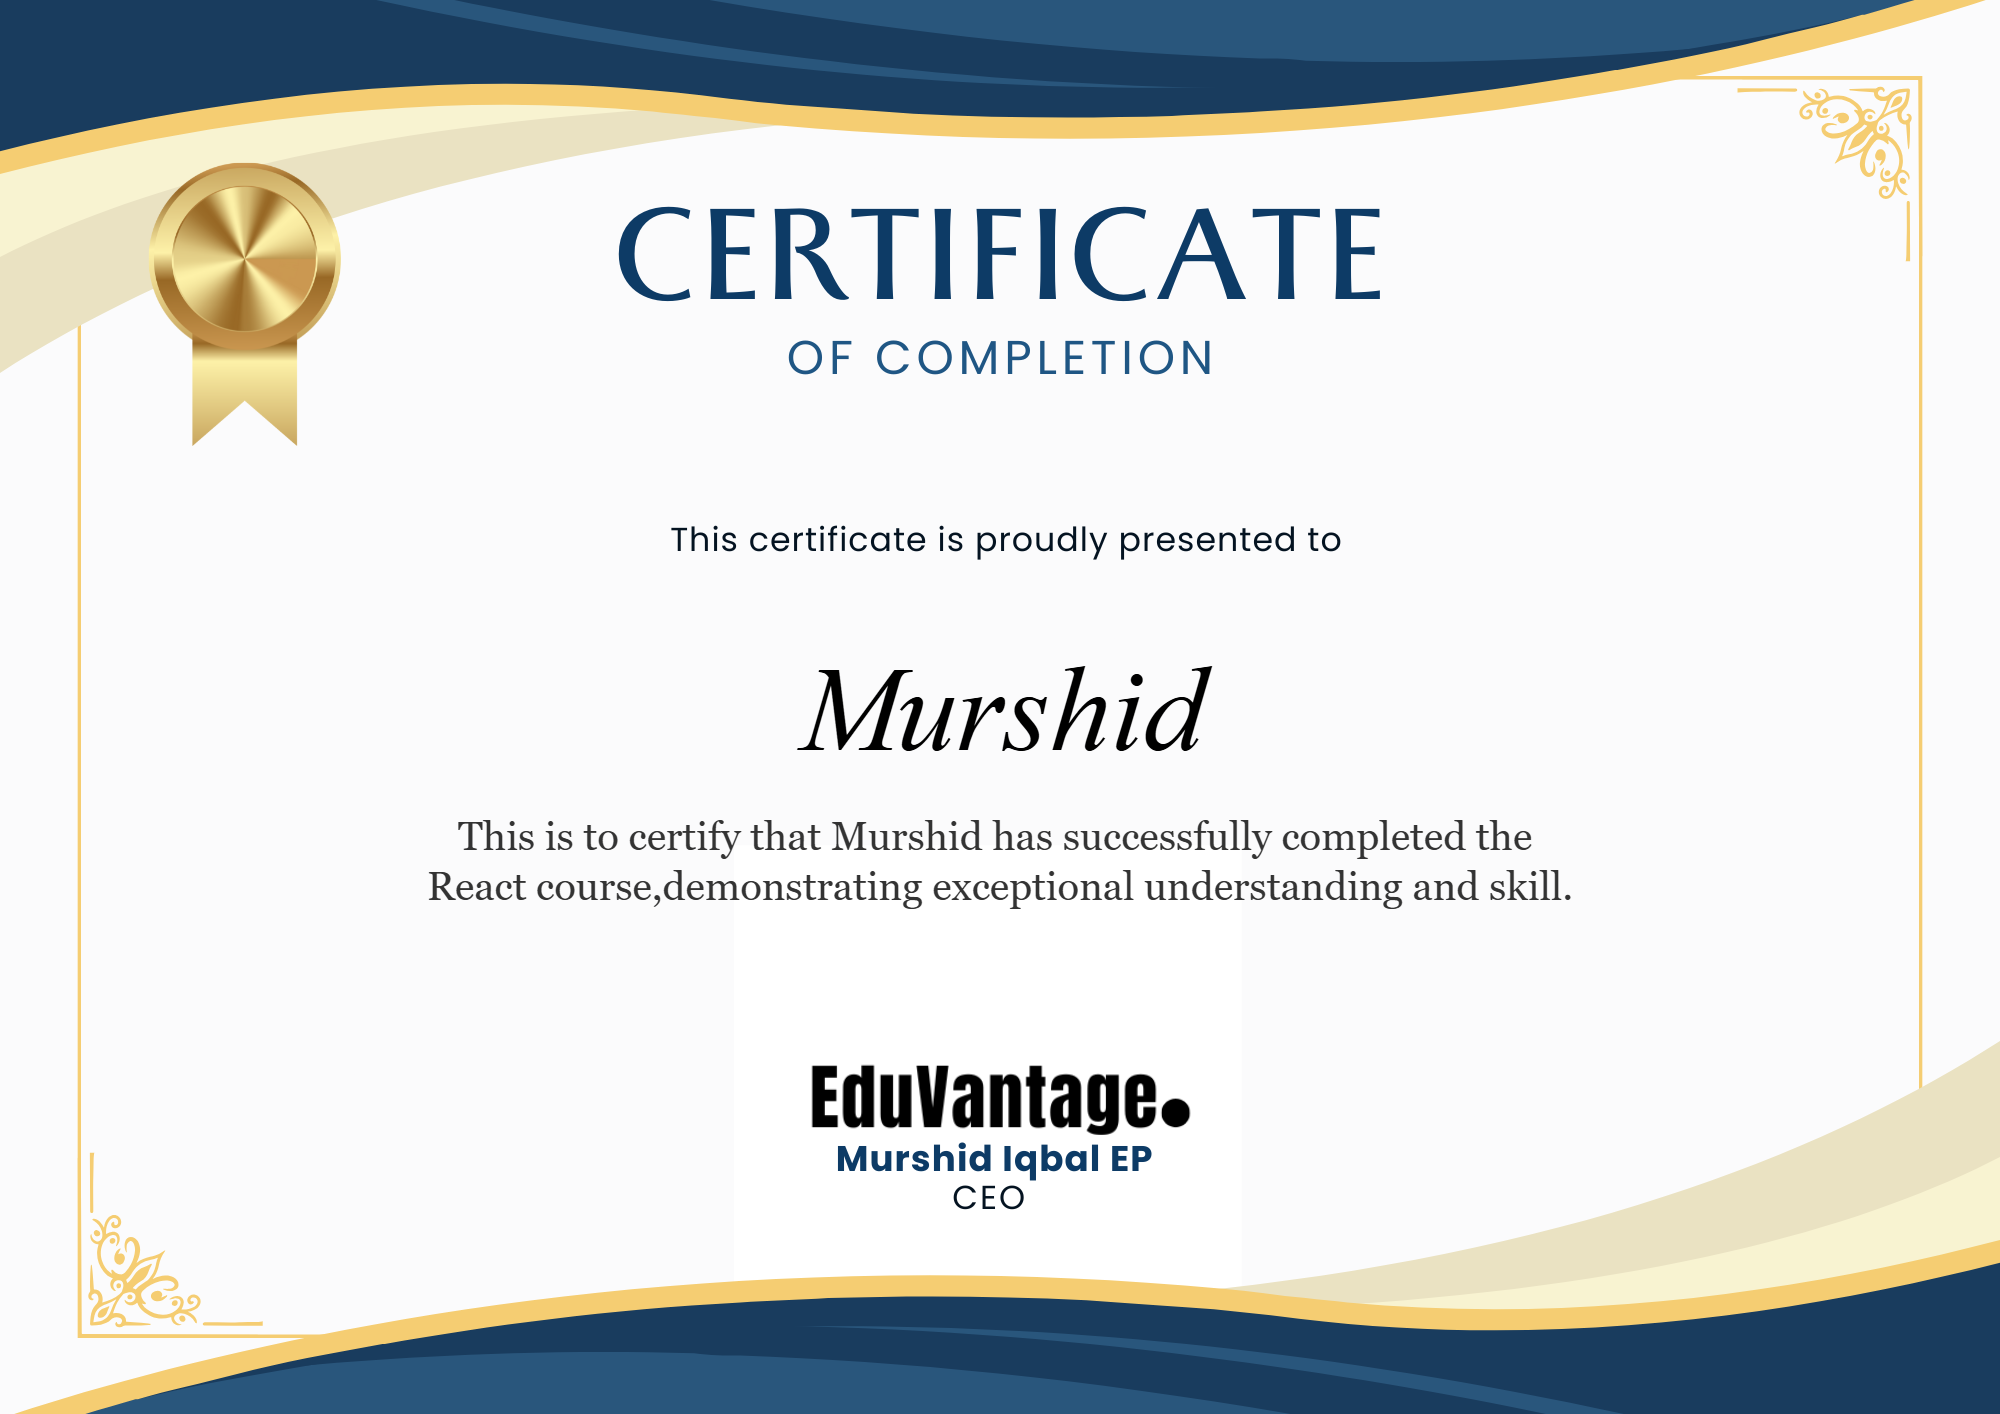 CERTIFICATE
OF COMPLETION
This certificate is proudly presented to
Murshid
This is to certify that Murshid has successfully completed the
React course,demonstrating exceptional understanding and skill.
EduVantage.
Murshid Iqbal EP
CEO